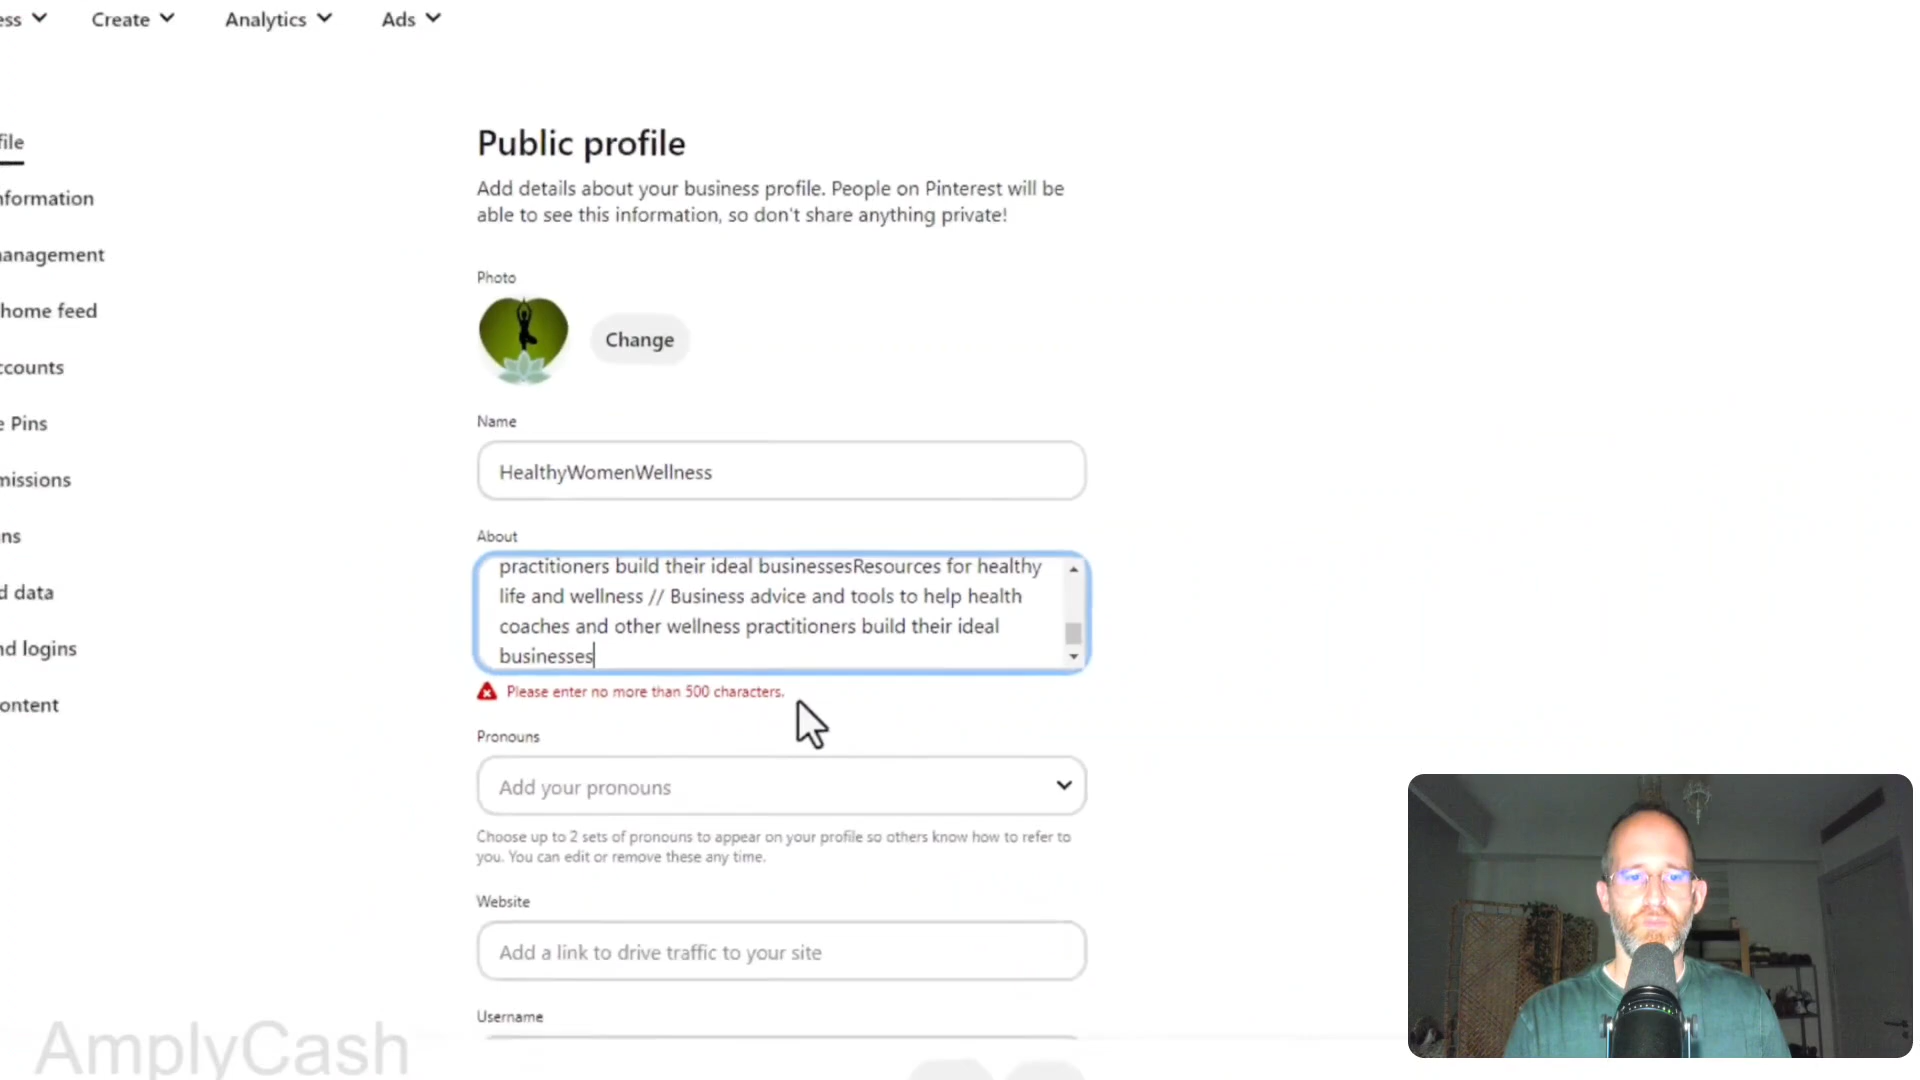 ess
Create
Analytics
Ads
file
nformation
anagement
home feed
ccounts
e Pins
missions
ns
d data
nd logins
ontent
Public profile
Add details about your business profile. People on Pinterest will be
able to see this information, so don't share anything private!
Photo
Change
Name
HealthyWomenWellness
About
practitioners build their ideal businessesResources for healthy
life and wellness // Business advice and tools to help health
coaches and other wellness practitioners build their ideal
businesses
Please enter no more than 500 characters.
Pronouns
Add your pronouns
Choose up to 2 sets of pronouns to appear on your profile so others know how to refer to
you. You can edit or remove these any time.
Website
Add a link to drive traffic to your site
Username
AmplyCash